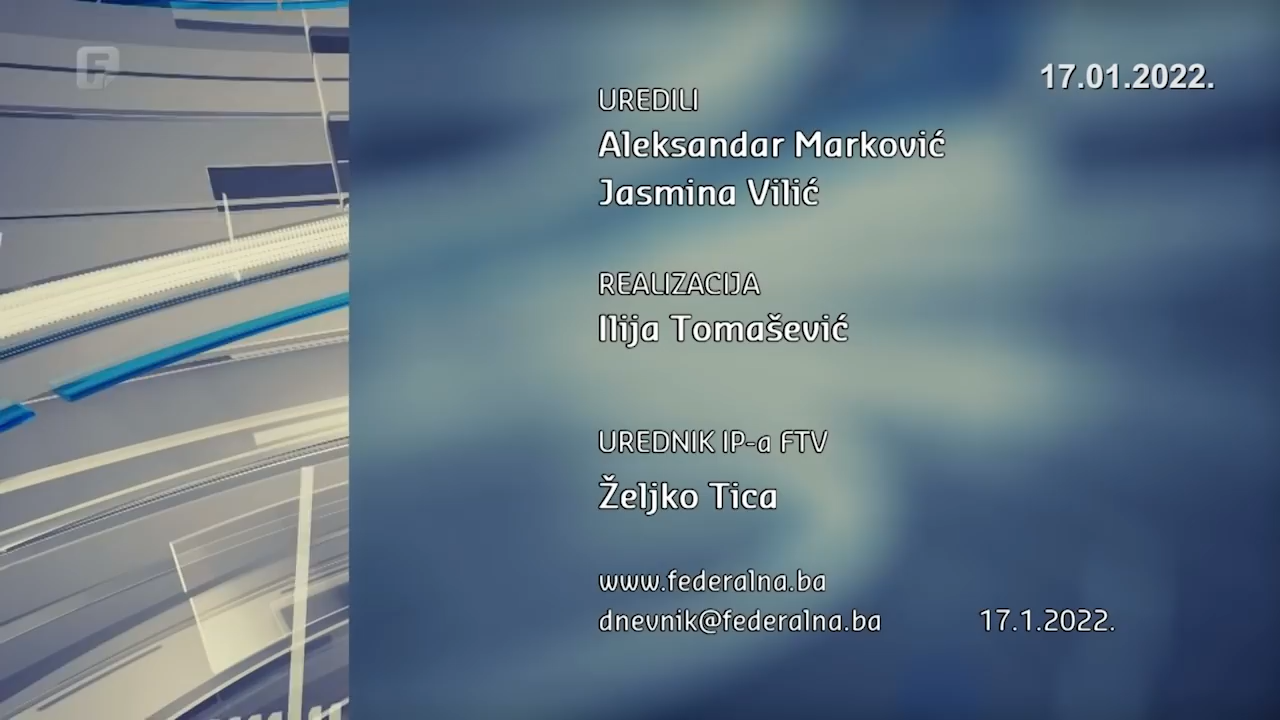 17.01.2022.
UREDILI
Aleksandar Marković
Jasmina Vilić
REALIZACIJA
Ilija Tomašević
UREDNIK IP-a FTV
Željko Tica
www.federalna.ba
dnevnik@federalna.ba 17.1.2022.